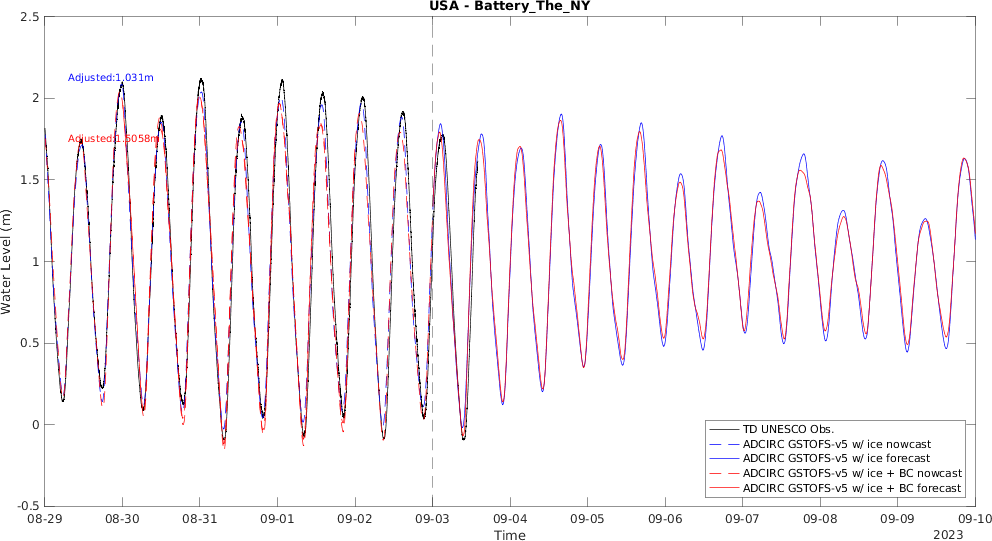 USA - Battery_The_NY
2.5
2
1.5
1
0.5
0
-0.5
Water Level (m)
Adjusted:1.031m
Adjusted:1.5058m
TD UNESCO Obs.
ADCIRC GSTOFS-v5 w/ ice nowcast
ADCIRC GSTOFS-v5 w/ ice forecast
ADCIRC GSTOFS-v5 w/ ice + BC nowcast
ADCIRC GSTOFS-v5 w/ ice + BC forecast
08-29 08-30 08-31 09-01 09-02 09-03 09-04 09-05 09-06 09-07 09-08 09-09 09-10
Time
2023